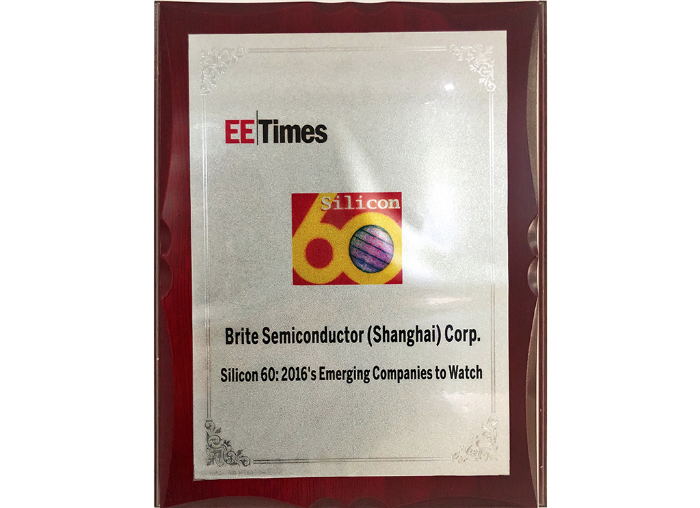 EE Times
Silicon
60
Brite Semiconductor (Shanghai) Corp.
Silicon 60: 2016's Emerging Companies to Watch